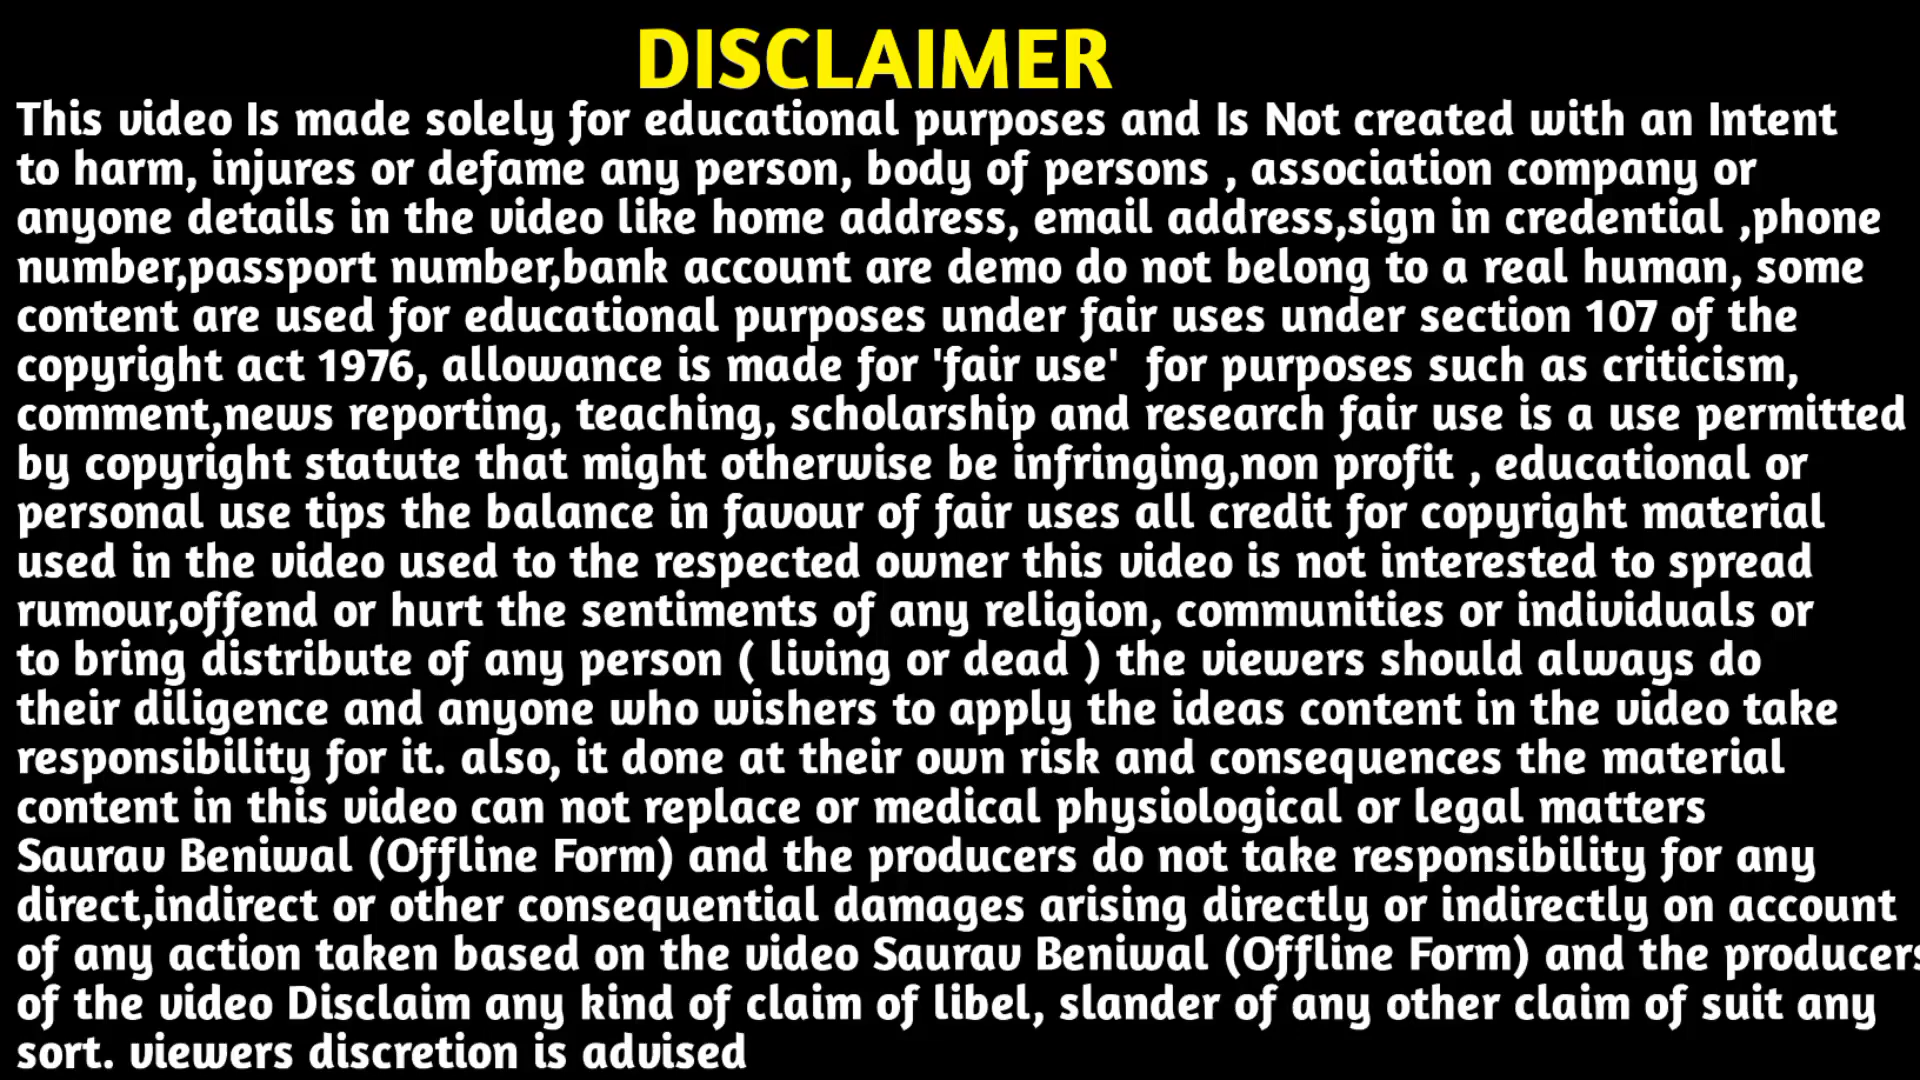 DISCLAIMER
This video Is made solely for educational purposes and Is Not created with an Intent
to harm, injures or defame any person, body of persons , association company or
anyone details in the video like home address, email address,sign in credential ,phone
number,passport number,bank account are demo do not belong to a real human, some
content are used for educational purposes under fair uses under section 107 of the
copyright act 1976, allowance is made for 'fair use'  for purposes such as criticism,
comment,news reporting, teaching, scholarship and research fair use is a use permitted
by copyright statute that might otherwise be infringing,non profit , educational or
personal use tips the balance in favour of fair uses all credit for copyright material
used in the video used to the respected owner this video is not interested to spread
rumour,offend or hurt the sentiments of any religion, communities or individuals or
to bring distribute of any person ( living or dead ) the viewers should always do
their diligence and anyone who wishers to apply the ideas content in the video take
responsibility for it. also, it done at their own risk and consequences the material
content in this video can not replace or medical physiological or legal matters
Saurav Beniwal (Offline Form) and the producers do not take responsibility for any
direct,indirect or other consequential damages arising directly or indirectly on account
of any action taken based on the video Saurav Beniwal (Offline Form) and the producers
of the video Disclaim any kind of claim of libel, slander of any other claim of suit any
sort. viewers discretion is advised